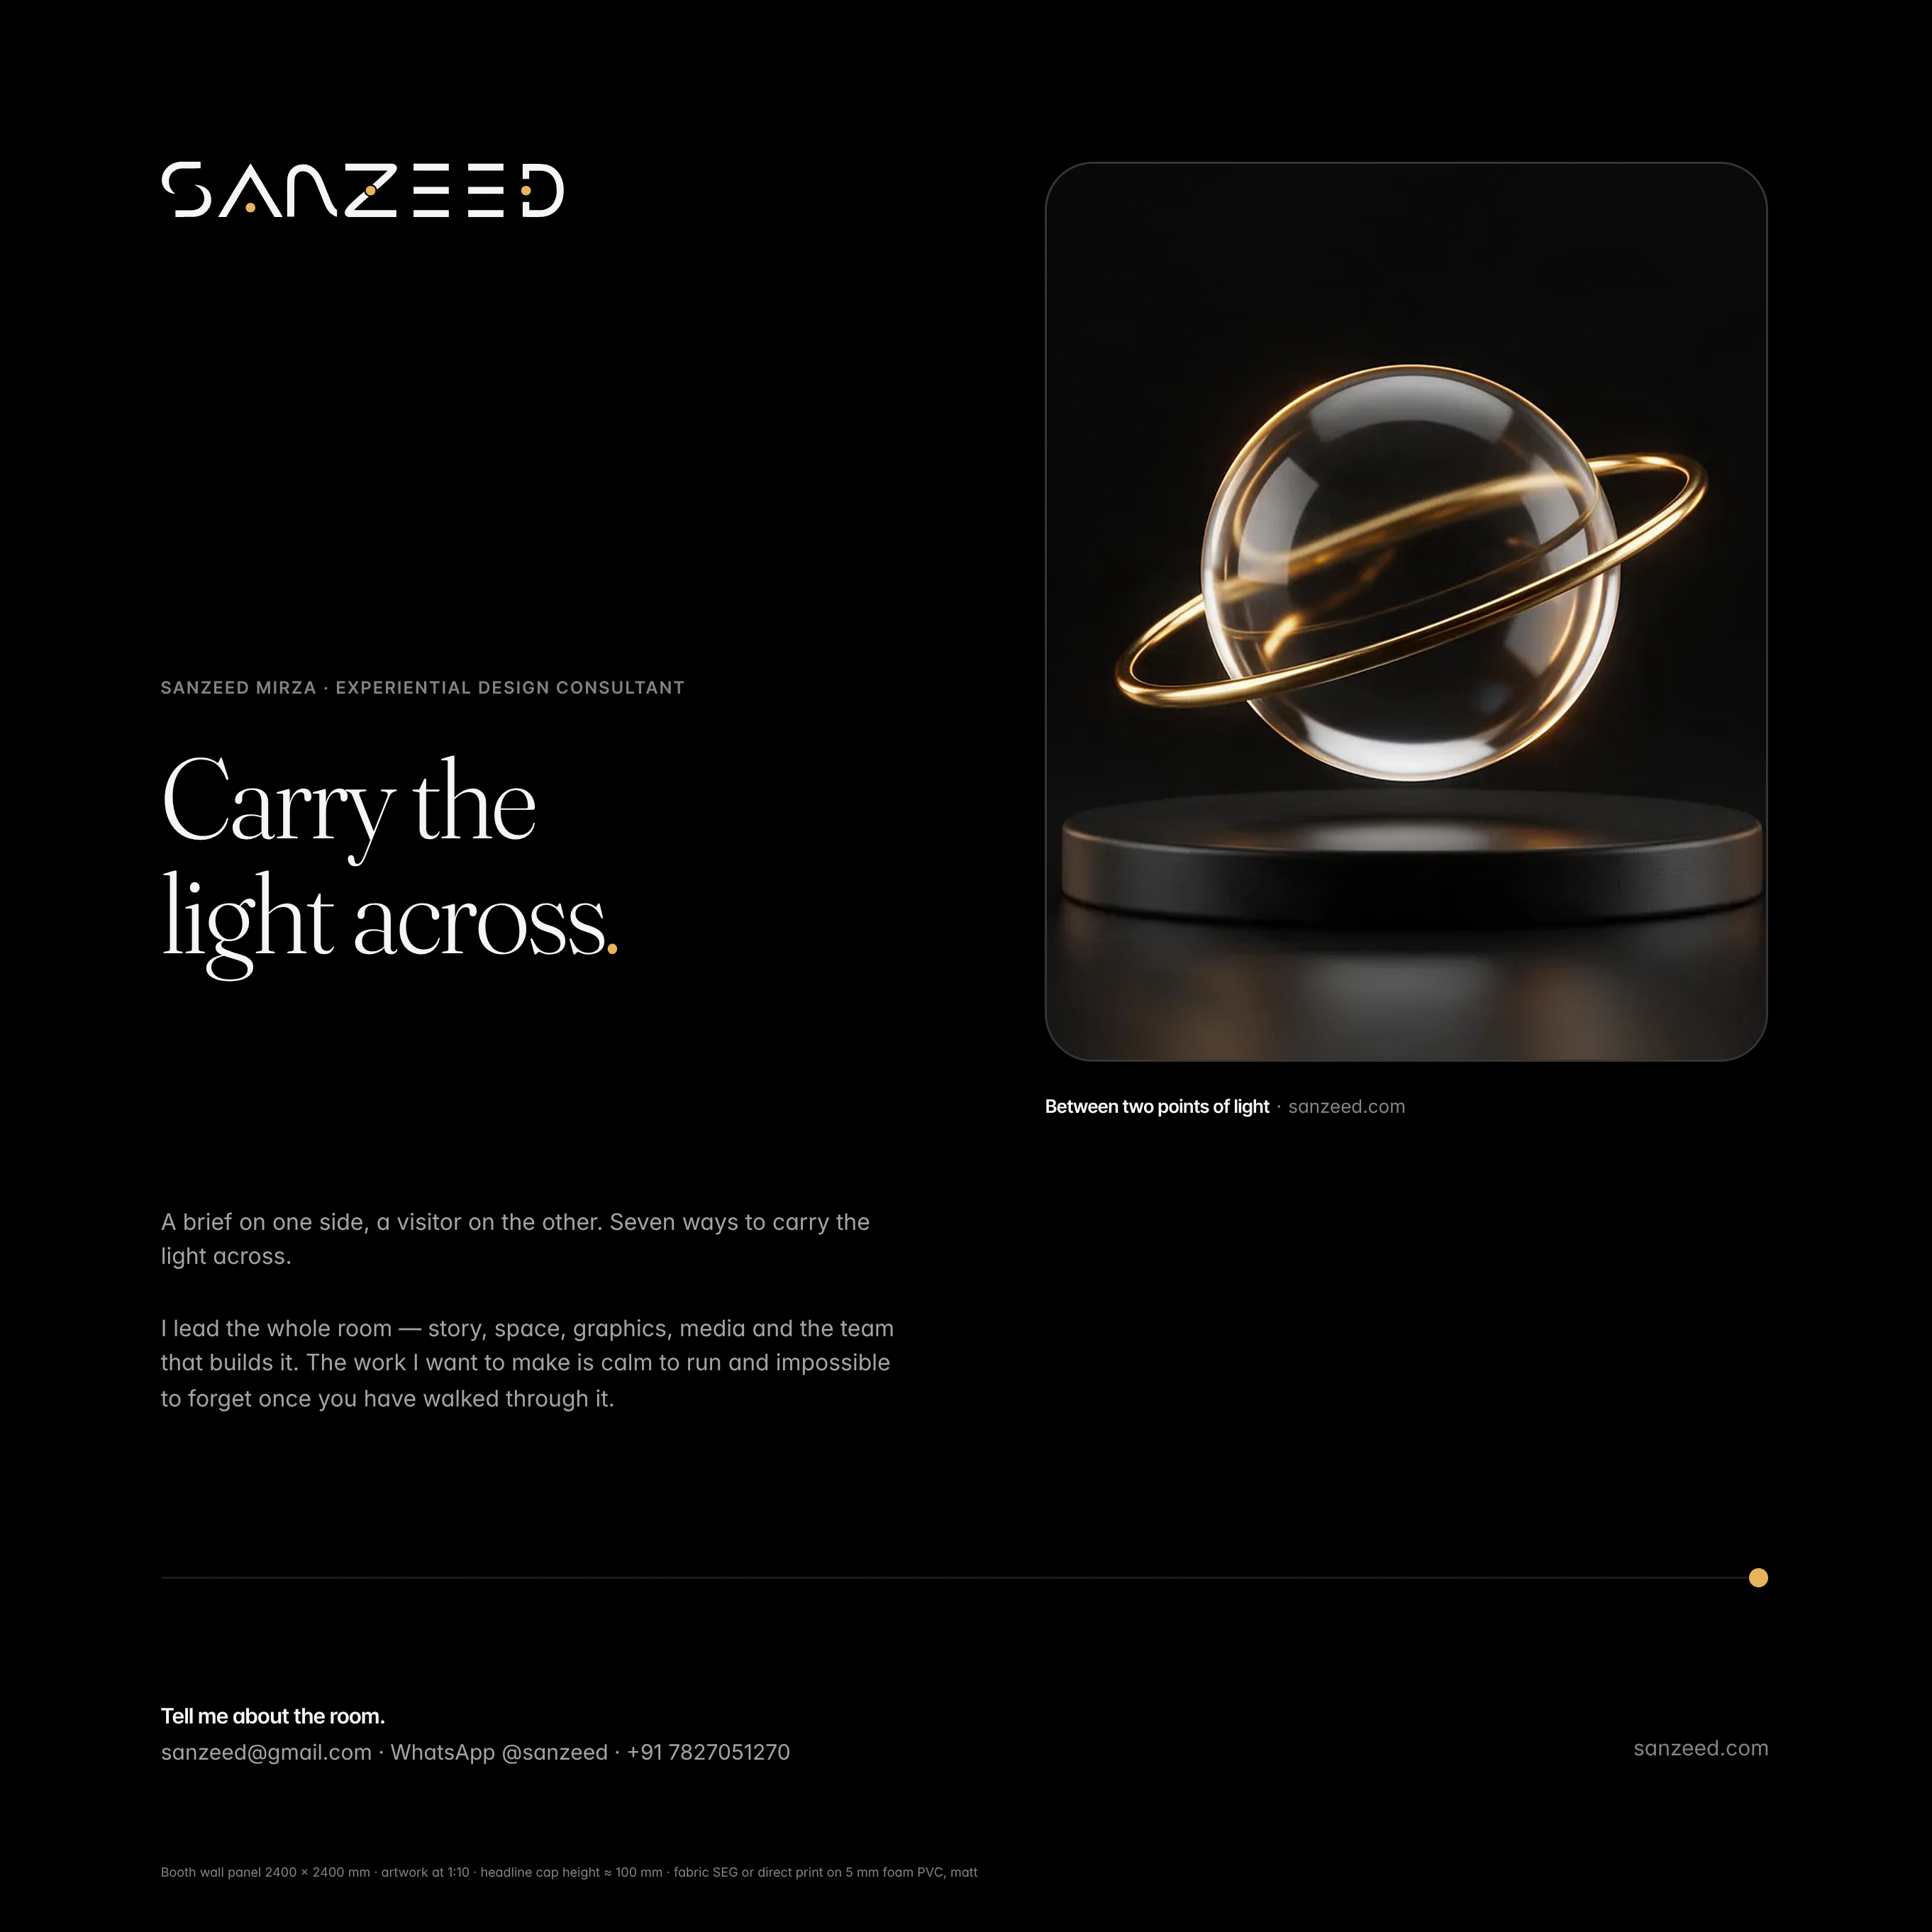 SANZEED
SANZEED MIRZA · EXPERIENTIAL DESIGN CONSULTANT
Carry the
light across.
Between two points of light · sanzeed.com
A brief on one side, a visitor on the other. Seven ways to carry the
light across.
I lead the whole room — story, space, graphics, media and the team
that builds it. The work I want to make is calm to run and impossible
to forget once you have walked through it.
Tell me about the room.
sanzeed@gmail.com · WhatsApp @sanzeed · +91 7827051270
sanzeed.com
Booth wall panel 2400 × 2400 mm · artwork at 1:10 · headline cap height ≈ 100 mm · fabric SEG or direct print on 5 mm foam PVC, matt